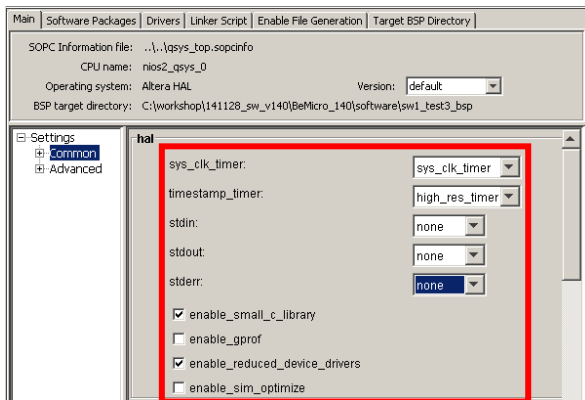 Main Software Packages Drivers Linker Script Enable File Generation Target BSP Directory
SOPC Information file: ..\..\qsys_top.sopcinfo
CPU name: nios2_qsys_0
Operating system: Altera HAL Version: default
BSP target directory: C:\workshop\141128_sw_v140\BeMicro_140\software\sw1_test3_bsp
Settings
Common
Advanced
hal
sys_clk_timer: sys_clk_timer
timestamp_timer: high_res_timer
stdin: none
stdout: none
stderr: none
enable_small_c_library
enable_gprof
enable_reduced_device_drivers
enable_sim_optimize